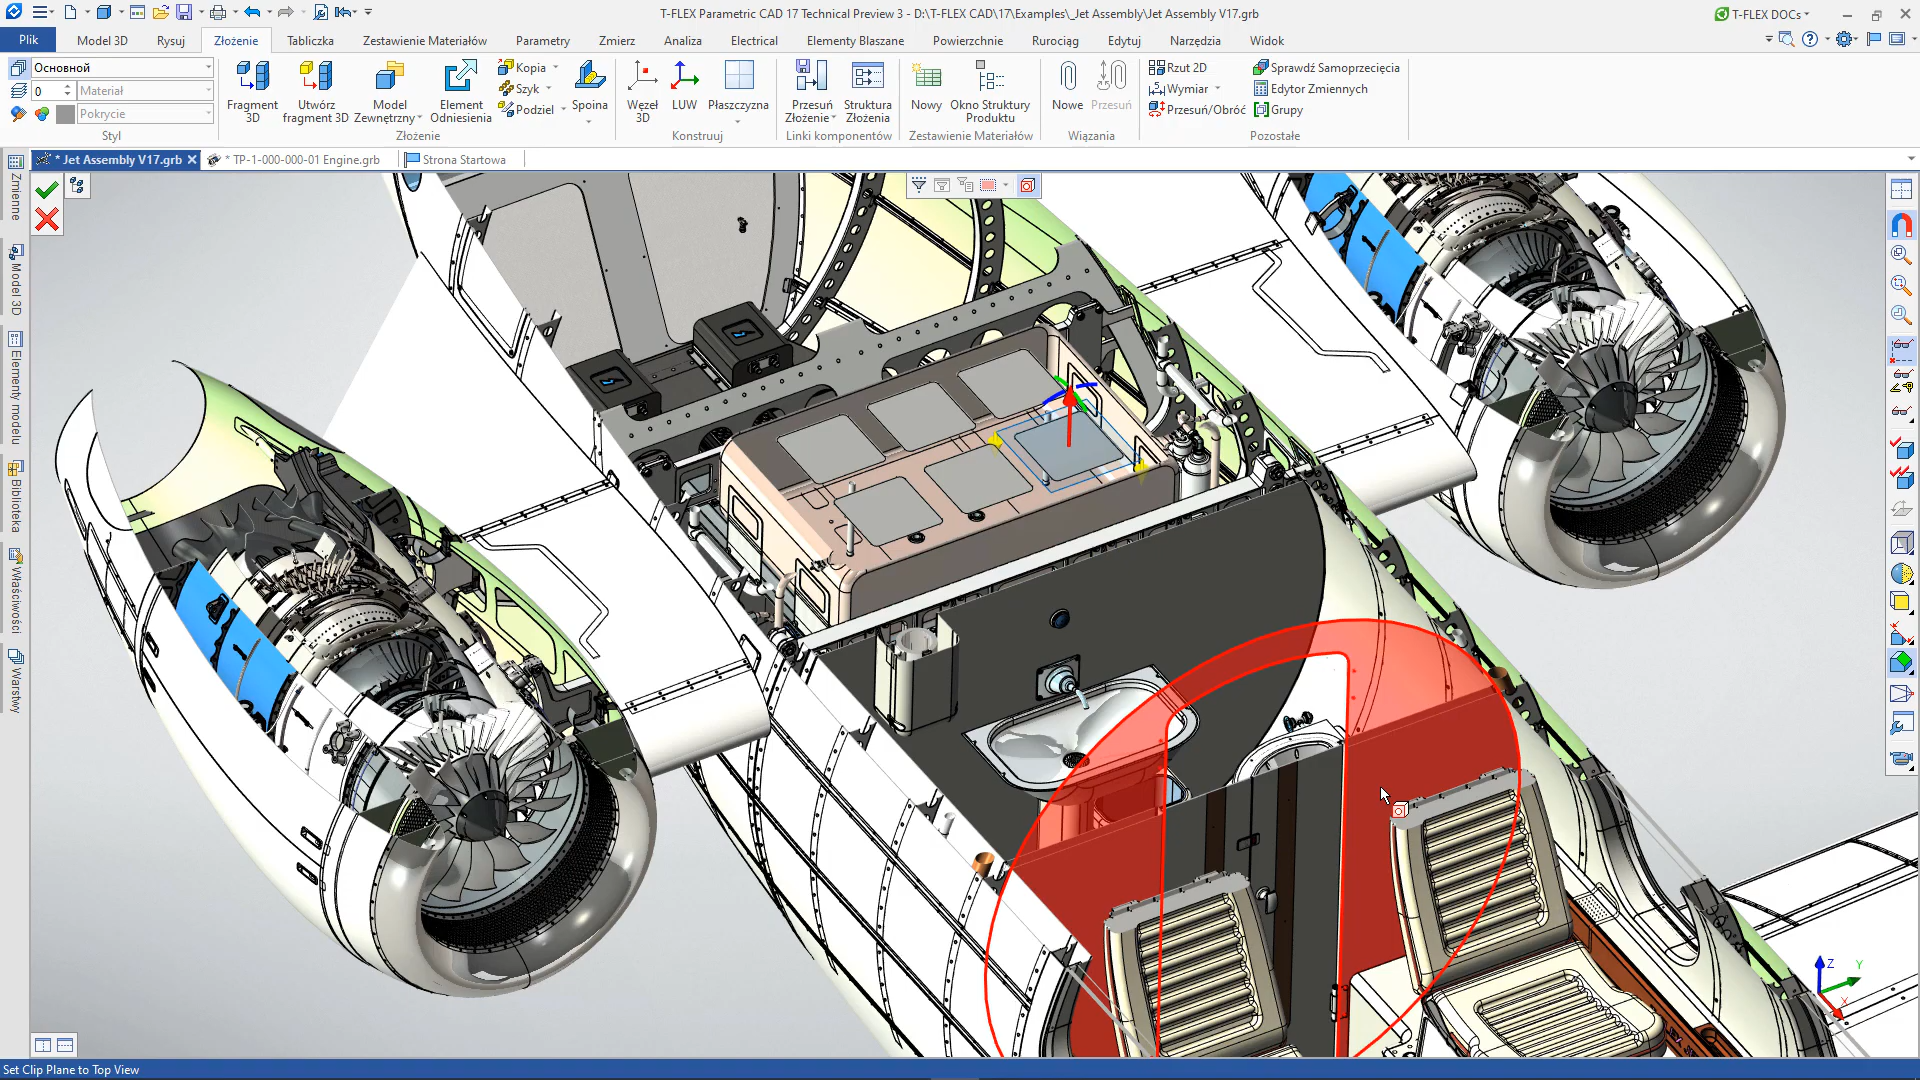 T-FLEX Parametric CAD 17 Technical Preview 3 - D:\T-FLEX CAD\17\Examples\_Jet Assembly\Jet Assembly V17.grb
T-FLEX DOCs
Plik
Model 3D
Rysuj
Złożenie
Tabliczka
Zestawienie Materiałów
Parametry
Zmierz
Analiza
Electrical
Elementy Blaszane
Powierzchnie
Rurociąg
Edytuj
Narzędzia
Widok
Основной
0
Materiał
Pokrycie
Styl
Fragment 3D
Utwórz fragment 3D
Model Zewnętrzny
Element Odniesienia
Kopia
Szyk
Podziel
Spoina
Złożenie
Węzeł 3D
LUW
Płaszczyzna
Konstruuj
Przesuń Złożenie
Struktura Złożenia
Linki komponentów
Nowy
Okno Struktury Produktu
Zestawienie Materiałów
Nowe
Przesuń
Wiązania
Rzut 2D
Wymiar
Przesuń/Obróć
Sprawdź Samoprzecięcia
Edytor Zmiennych
Grupy
Pozostałe
* Jet Assembly V17.grb
* TP-1-000-000-01 Engine.grb
Strona Startowa
Zmienne
Model 3D
Elementy modelu
Biblioteka
Właściwości
Warstwy
Z
Y
X
Set Clip Plane to Top View